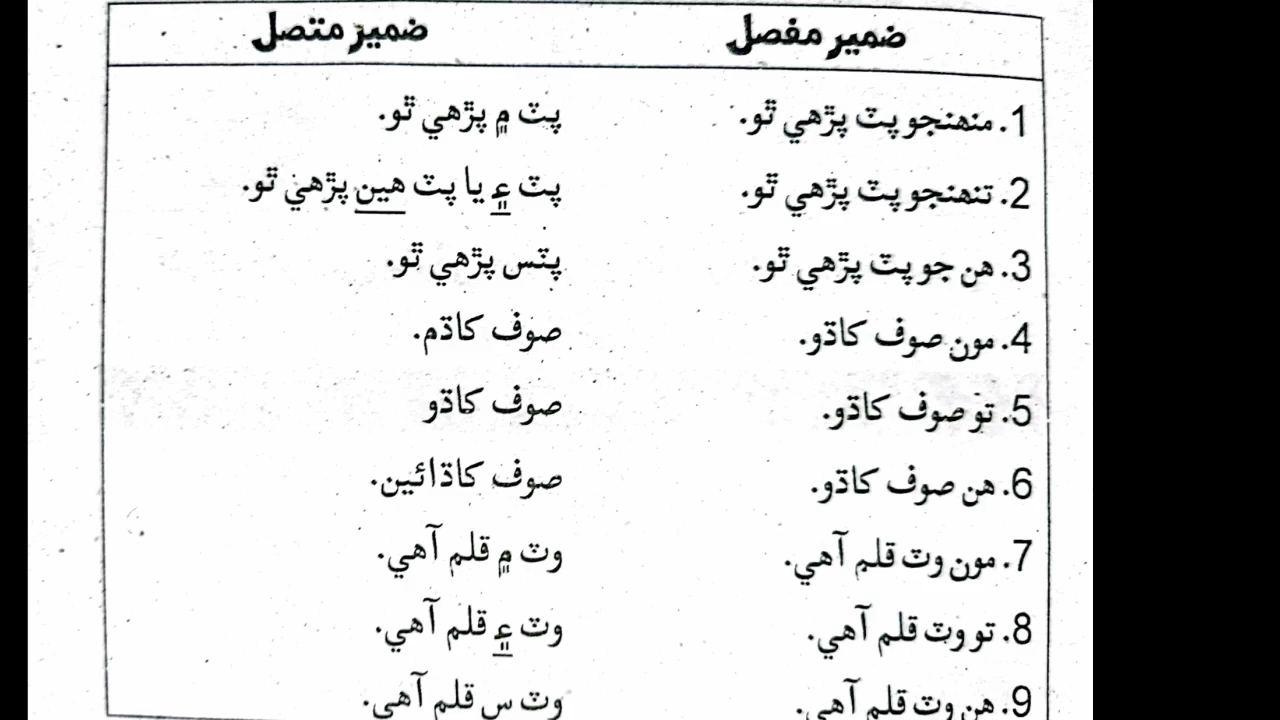 ضمير مفصل ضمير متصل
1. منهنجو پٽ پڙهي ٿو. پٽ ۾ پڙهي ٿو.
2. تنهنجو پٽ پڙهي ٿو. پٽ ۽ يا پٽ هين پڙهي ٿو.
3. هن جو پٽ پڙهي ٿو. پٽس پڙهي ٿو.
4. مون صوف کاڌو. صوف کاڌم.
5. تو صوف کاڌو. صوف کاڌو
6. هن صوف کاڌو. صوف کاڌائين.
7. مون وٽ قلم آهي. وٽ ۾ قلم آهي.
8. تو وٽ قلم آهي. وٽ ۽ قلم آهي.
9. هن وٽ قلم آهي. وٽ س قلم آهي.